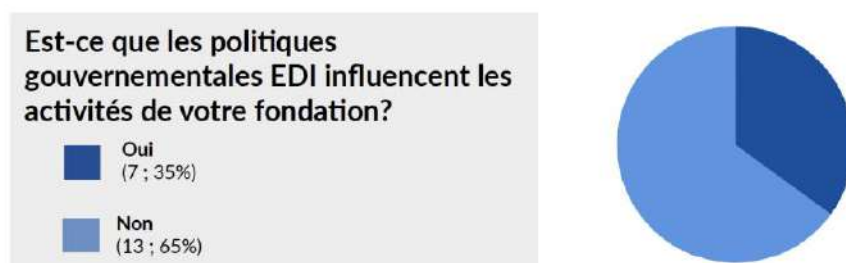 Est-ce que les politiques
gouvernementales EDI influencent les
activités de votre fondation?
Oui
(7 ; 35%)
Non
(13 ; 65%)